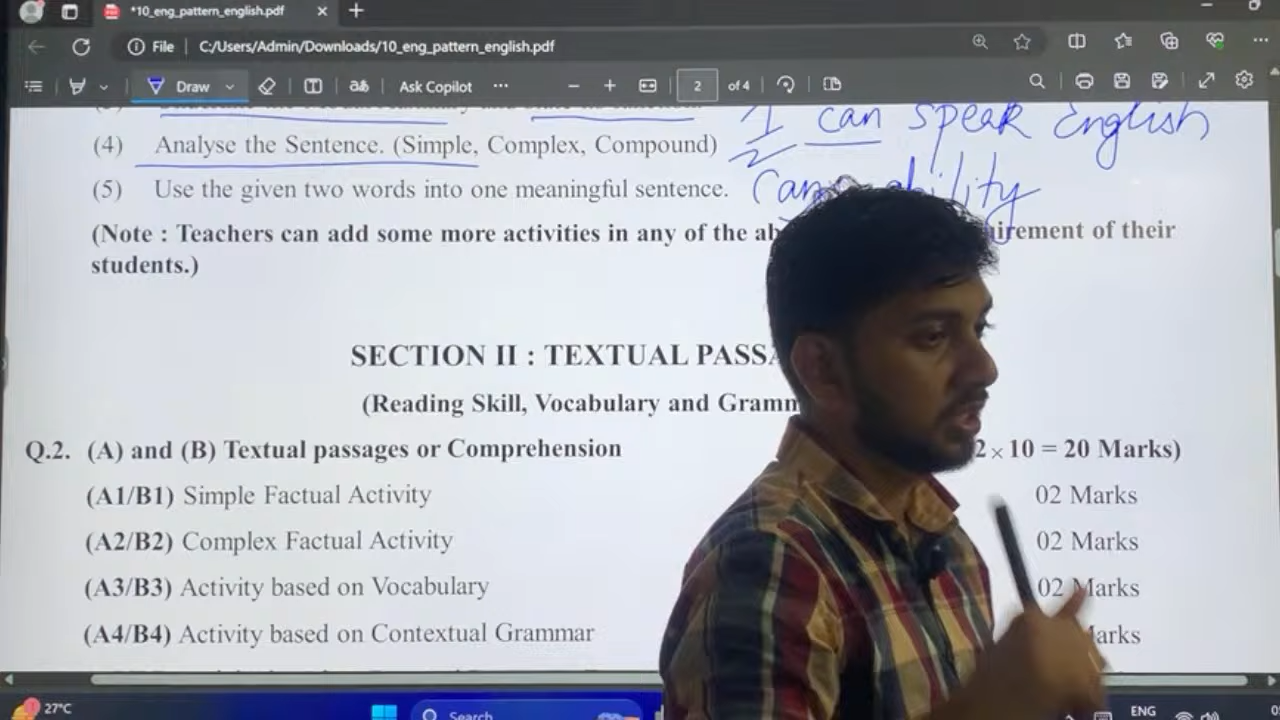 *10_eng_pattern_english.pdf
File C:/Users/Admin/Downloads/10_eng_pattern_english.pdf
Draw Ask Copilot 2 of 4
I can speak English
(4) Analyse the Sentence. (Simple, Complex, Compound)
(5) Use the given two words into one meaningful sentence.
Can ability
(Note : Teachers can add some more activities in any of the of their
students.)
SECTION II : TEXTUAL
(Reading Skill, Vocabulary and
Q.2. (A) and (B) Textual passages or Comprehension 2 × 10 = 20 Marks)
(A1/B1) Simple Factual Activity 02 Marks
(A2/B2) Complex Factual Activity 02 Marks
(A3/B3) Activity based on Vocabulary 02 Marks
(A4/B4) Activity based on Contextual Grammar Marks
27°C Search ENG